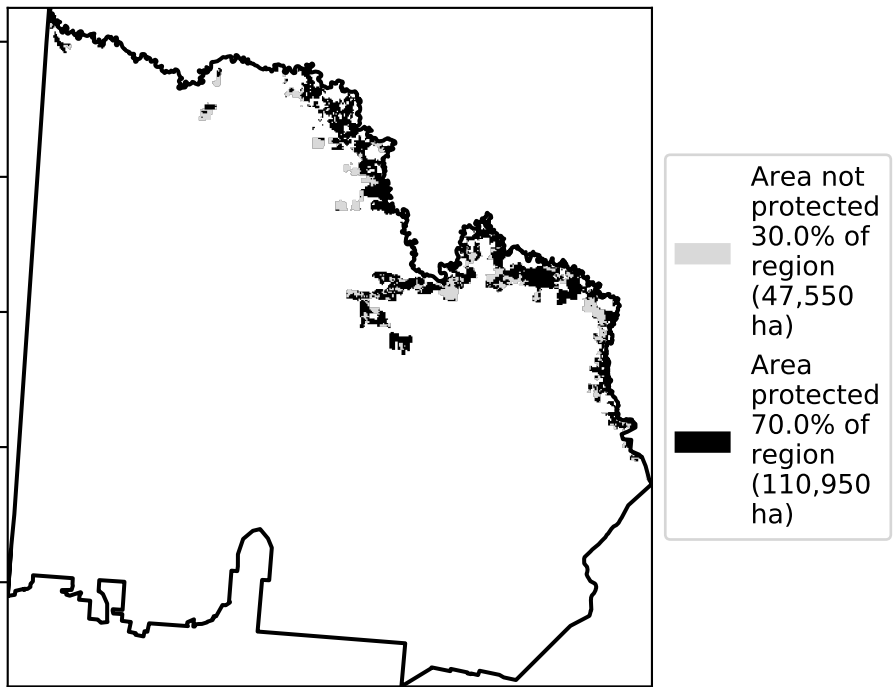 Area not
protected
30.0% of
region
(47,550
ha)
Area
protected
70.0% of
region
(110,950
ha)